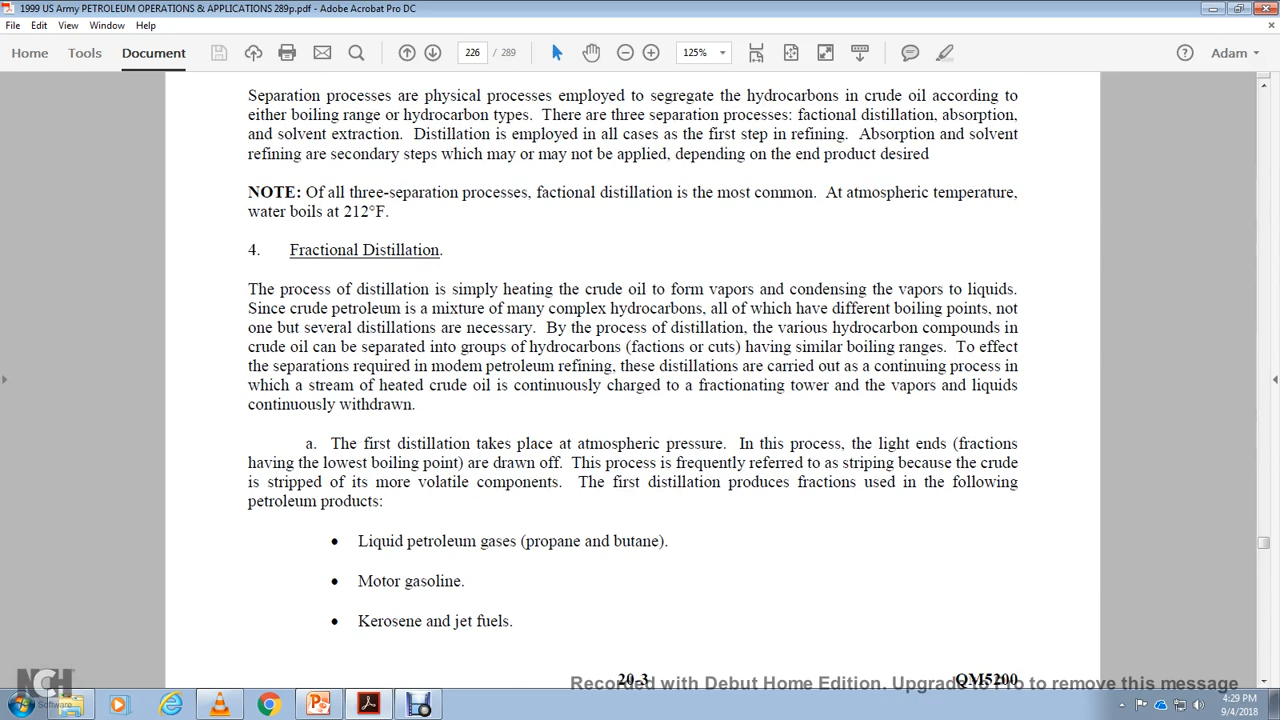 1999 US Army PETROLEUM OPERATIONS & APPLICATIONS 289p.pdf - Adobe Acrobat Pro DC
File Edit View Window Help
Home Tools Document 226 / 289 125% Adam
Separation processes are physical processes employed to segregate the hydrocarbons in crude oil according to
either boiling range or hydrocarbon types. There are three separation processes: factional distillation, absorption,
and solvent extraction. Distillation is employed in all cases as the first step in refining. Absorption and solvent
refining are secondary steps which may or may not be applied, depending on the end product desired
NOTE: Of all three-separation processes, factional distillation is the most common. At atmospheric temperature,
water boils at 212°F.
4. Fractional Distillation.
The process of distillation is simply heating the crude oil to form vapors and condensing the vapors to liquids.
Since crude petroleum is a mixture of many complex hydrocarbons, all of which have different boiling points, not
one but several distillations are necessary. By the process of distillation, the various hydrocarbon compounds in
crude oil can be separated into groups of hydrocarbons (factions or cuts) having similar boiling ranges. To effect
the separations required in modem petroleum refining, these distillations are carried out as a continuing process in
which a stream of heated crude oil is continuously charged to a fractionating tower and the vapors and liquids
continuously withdrawn.
a. The first distillation takes place at atmospheric pressure. In this process, the light ends (fractions
having the lowest boiling point) are drawn off. This process is frequently referred to as striping because the crude
is stripped of its more volatile components. The first distillation produces fractions used in the following
petroleum products:
• Liquid petroleum gases (propane and butane).
• Motor gasoline.
• Kerosene and jet fuels.
20-3 QM5200
NCH Software
Recorded with Debut Home Edition. Upgrade to Pro to remove this message
4:29 PM
9/4/2018